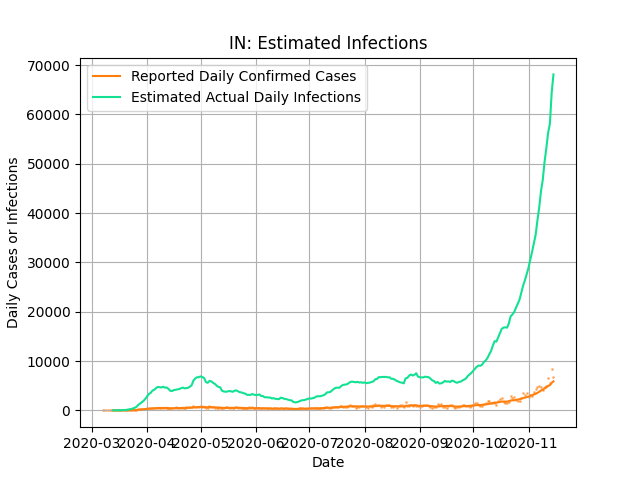 IN: Estimated Infections
Reported Daily Confirmed Cases
Estimated Actual Daily Infections
Daily Cases or Infections
70000
60000
50000
40000
30000
20000
10000
0
2020-03 2020-04 2020-05 2020-06 2020-07 2020-08 2020-09 2020-10 2020-11
Date